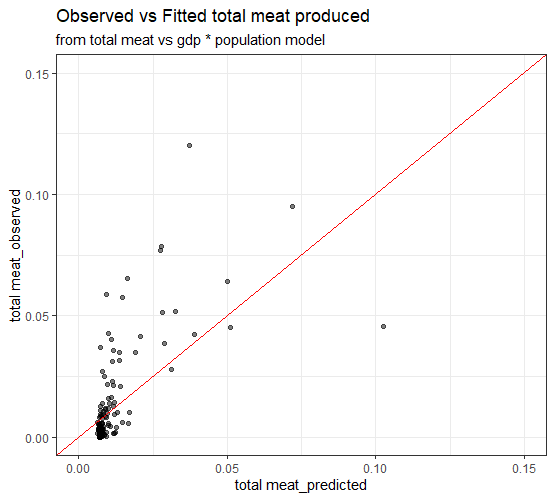 Observed vs Fitted total meat produced
from total meat vs gdp * population model
0.15
0.10
0.05
0.00
total meat_observed
0.00 0.05 0.10 0.15
total meat_predicted